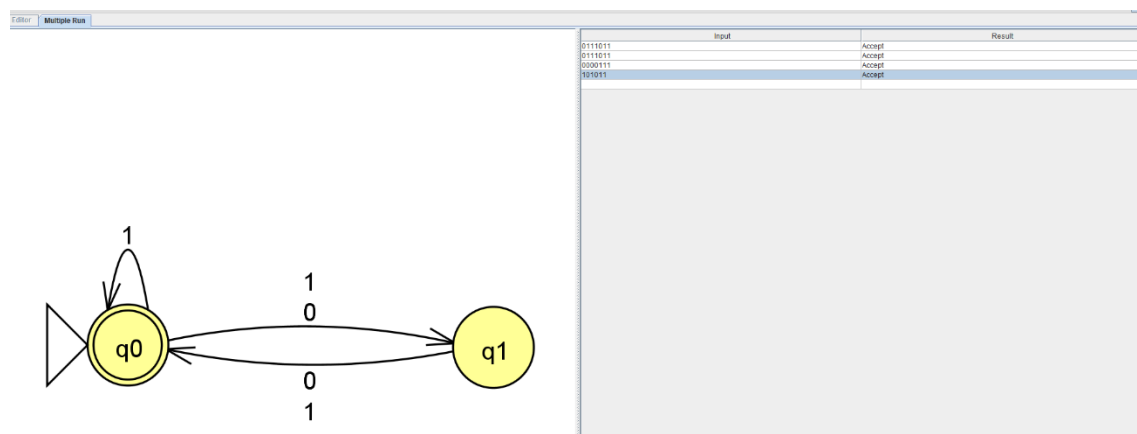 Editor Multiple Run
Input Result
0111011 Accept
0111011 Accept
0000111 Accept
101011 Accept
1
1
0
q0
q1
0
1